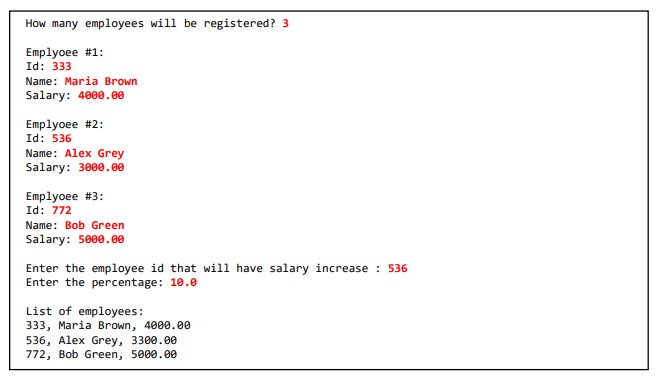 How many employees will be registered? 3
Emplyoee #1:
Id: 333
Name: Maria Brown
Salary: 4000.00
Emplyoee #2:
Id: 536
Name: Alex Grey
Salary: 3000.00
Emplyoee #3:
Id: 772
Name: Bob Green
Salary: 5000.00
Enter the employee id that will have salary increase : 536
Enter the percentage: 10.0
List of employees:
333, Maria Brown, 4000.00
536, Alex Grey, 3300.00
772, Bob Green, 5000.00